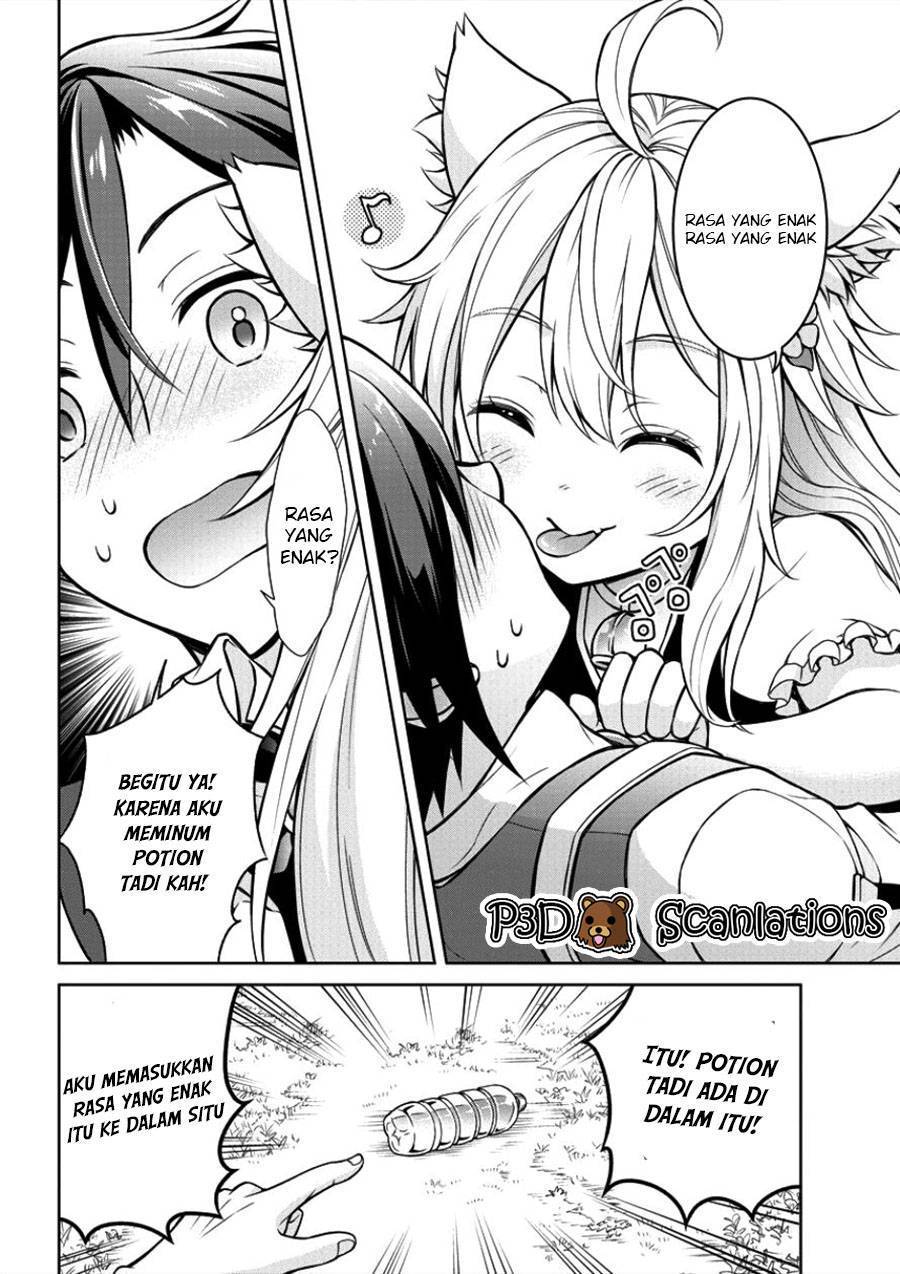 RASA YANG ENAK
RASA YANG ENAK
RASA
YANG
ENAK?
BEGITU YA!
KARENA AKU
MEMINUM
POTION
TADI KAH!
P3D Scanlations
ITU! POTION
TADI ADA DI
DALAM ITU!
AKU MEMASUKKAN
RASA YANG ENAK
ITU KE DALAM SITU